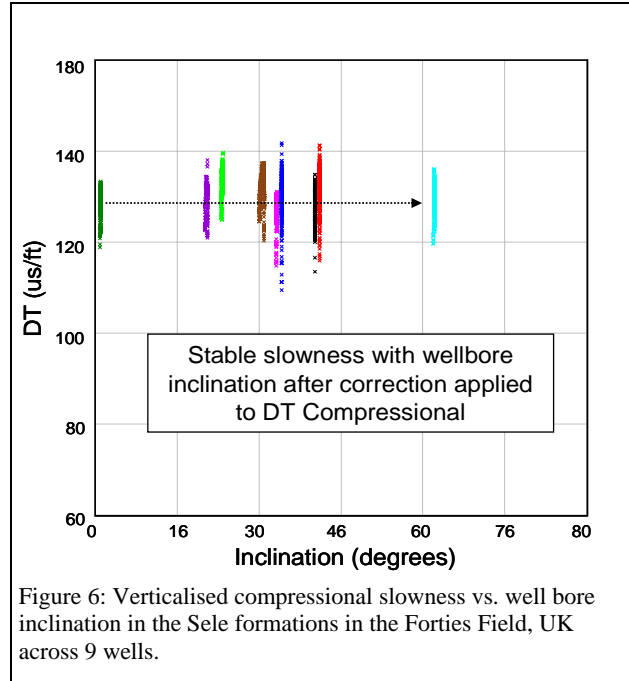 180
160
140
120
100
80
60
DT (us/ft)
Stable slowness with wellbore
inclination after correction applied
to DT Compressional
0 16 30 46 60 76 80
Inclination (degrees)
Figure 6: Verticalised compressional slowness vs. well bore
inclination in the Sele formations in the Forties Field, UK
across 9 wells.